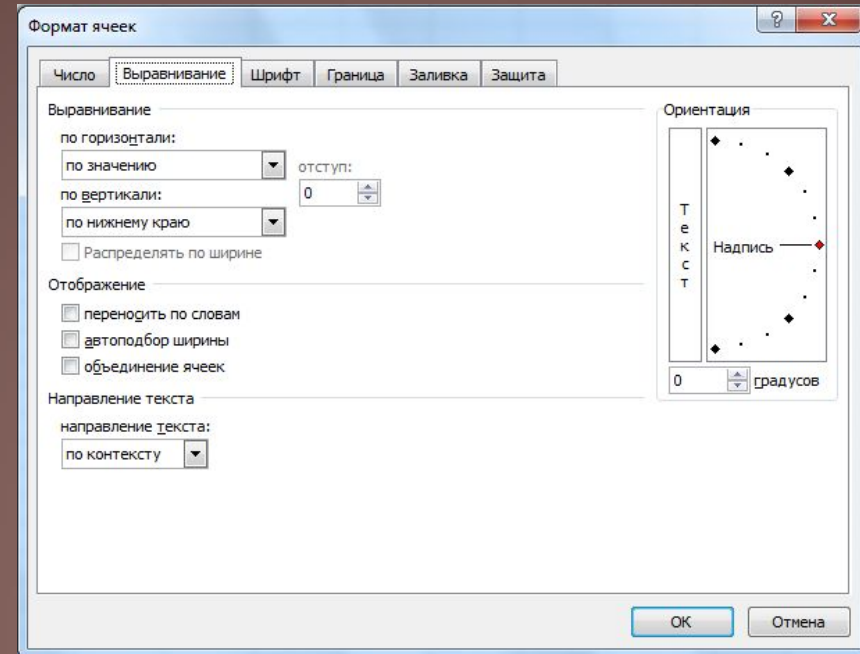 Формат ячеек
Число Выравнивание Шрифт Граница Заливка Защита
Выравнивание
по горизонтали:
по значению
отступ:
0
по вертикали:
по нижнему краю
Распределять по ширине
Отображение
переносить по словам
автоподбор ширины
объединение ячеек
Направление текста
направление текста:
по контексту
Ориентация
Текст
Надпись
0 градусов
ОК Отмена